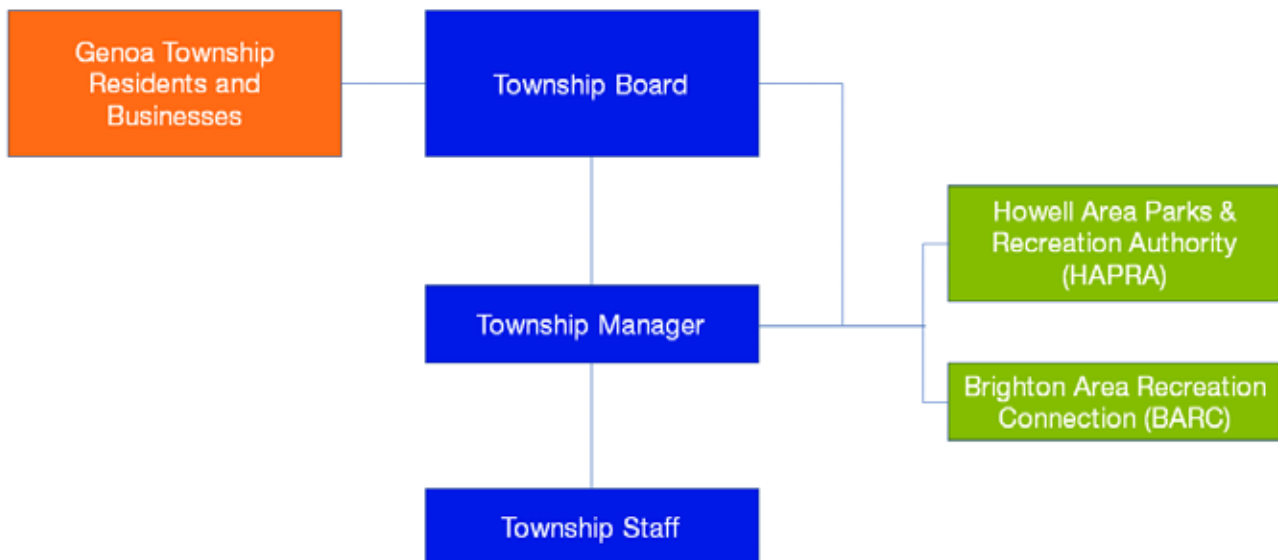 Genoa Township
Residents and
Businesses
Township Board
Howell Area Parks &
Recreation Authority
(HAPRA)
Township Manager
Brighton Area Recreation
Connection (BARC)
Township Staff